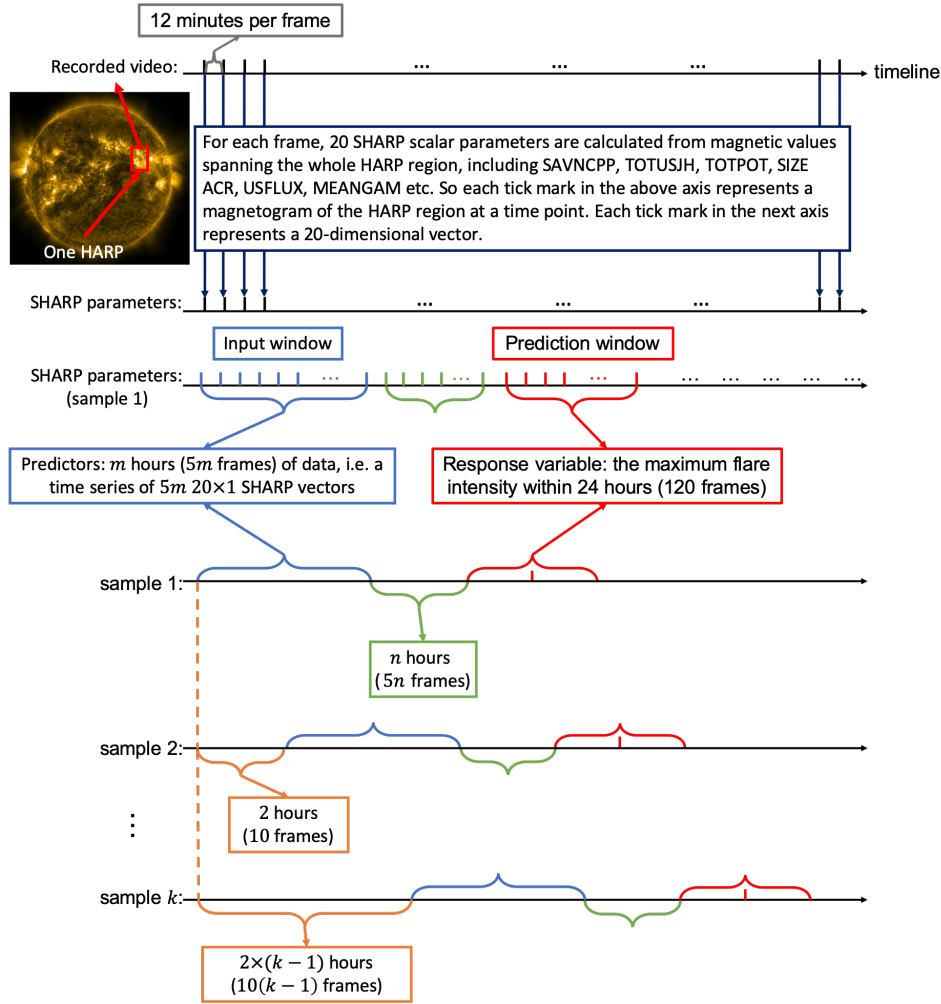 12 minutes per frame
Recorded video:
...
...
...
timeline
One HARP
For each frame, 20 SHARP scalar parameters are calculated from magnetic values
spanning the whole HARP region, including SAVNCPP, TOTUSJH, TOTPOT, SIZE
ACR, USFLUX, MEANGAM etc. So each tick mark in the above axis represents a
magnetogram of the HARP region at a time point. Each tick mark in the next axis
represents a 20-dimensional vector.
SHARP parameters:
...
...
...
Input window
Prediction window
SHARP parameters:
(sample 1)
...
...
...
...
...
...
...
...
Predictors: m hours (5m frames) of data, i.e. a
time series of 5m 20×1 SHARP vectors
Response variable: the maximum flare
intensity within 24 hours (120 frames)
sample 1:
n hours
(5n frames)
sample 2:
2 hours
(10 frames)
⋮
sample k:
2×(k − 1) hours
(10(k − 1) frames)